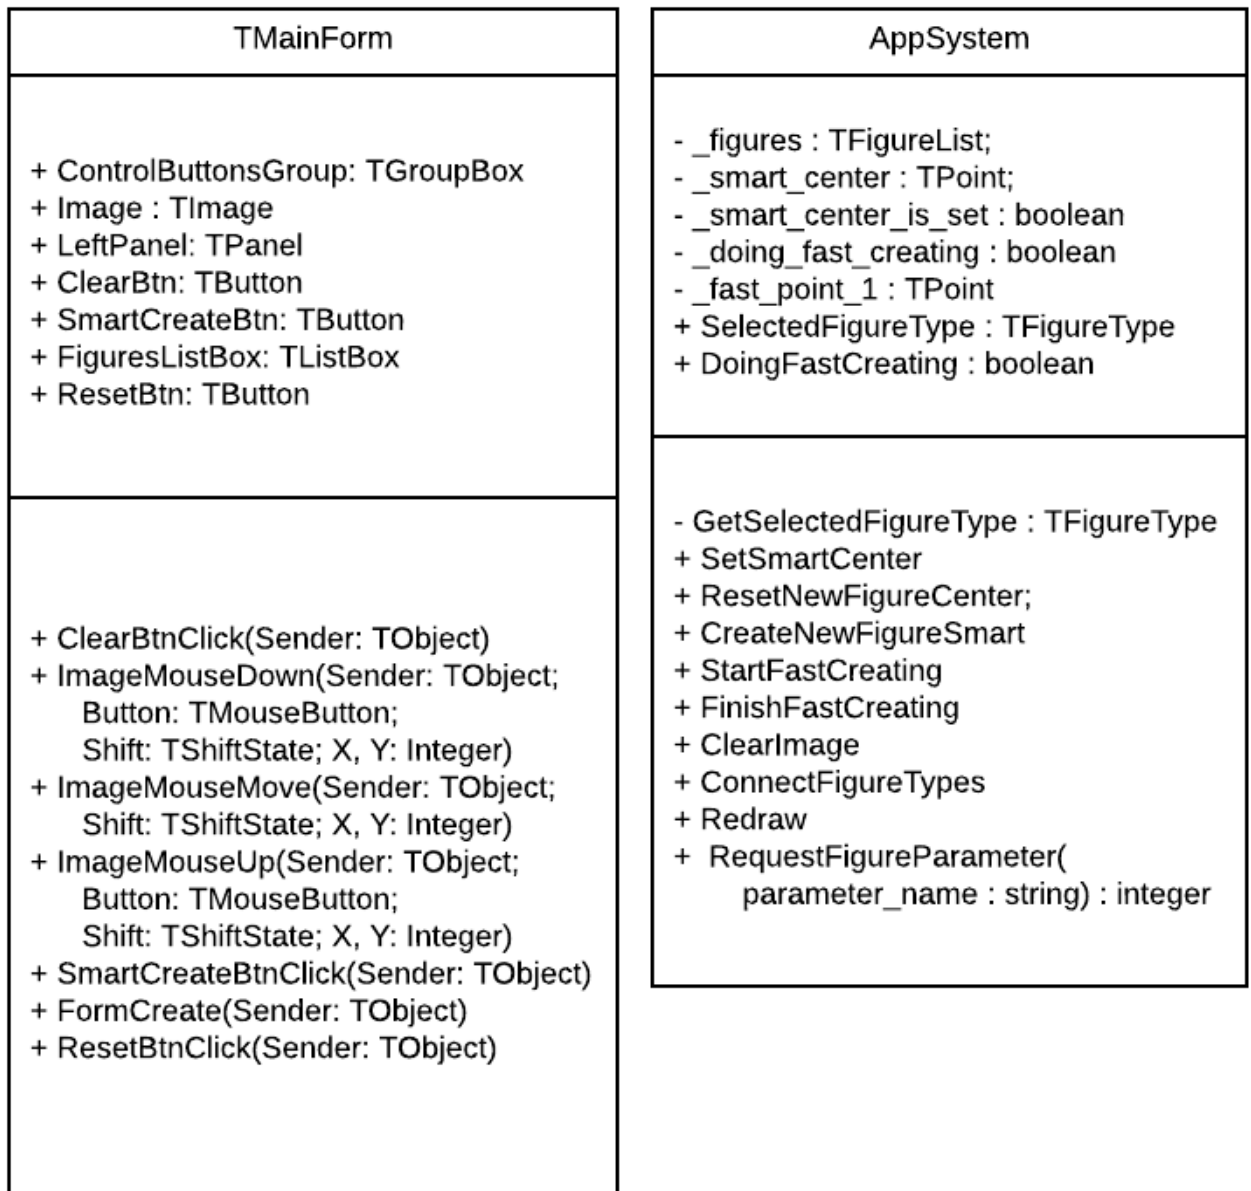 TMainForm
+ ControlButtonsGroup: TGroupBox
+ Image : TImage
+ LeftPanel: TPanel
+ ClearBtn: TButton
+ SmartCreateBtn: TButton
+ FiguresListBox: TListBox
+ ResetBtn: TButton
+ ClearBtnClick(Sender: TObject)
+ ImageMouseDown(Sender: TObject;
Button: TMouseButton;
Shift: TShiftState; X, Y: Integer)
+ ImageMouseMove(Sender: TObject;
Shift: TShiftState; X, Y: Integer)
+ ImageMouseUp(Sender: TObject;
Button: TMouseButton;
Shift: TShiftState; X, Y: Integer)
+ SmartCreateBtnClick(Sender: TObject)
+ FormCreate(Sender: TObject)
+ ResetBtnClick(Sender: TObject)
AppSystem
- _figures : TFigureList;
- _smart_center : TPoint;
- _smart_center_is_set : boolean
- _doing_fast_creating : boolean
- _fast_point_1 : TPoint
+ SelectedFigureType : TFigureType
+ DoingFastCreating : boolean
- GetSelectedFigureType : TFigureType
+ SetSmartCenter
+ ResetNewFigureCenter;
+ CreateNewFigureSmart
+ StartFastCreating
+ FinishFastCreating
+ ClearImage
+ ConnectFigureTypes
+ Redraw
+ RequestFigureParameter(
parameter_name : string) : integer